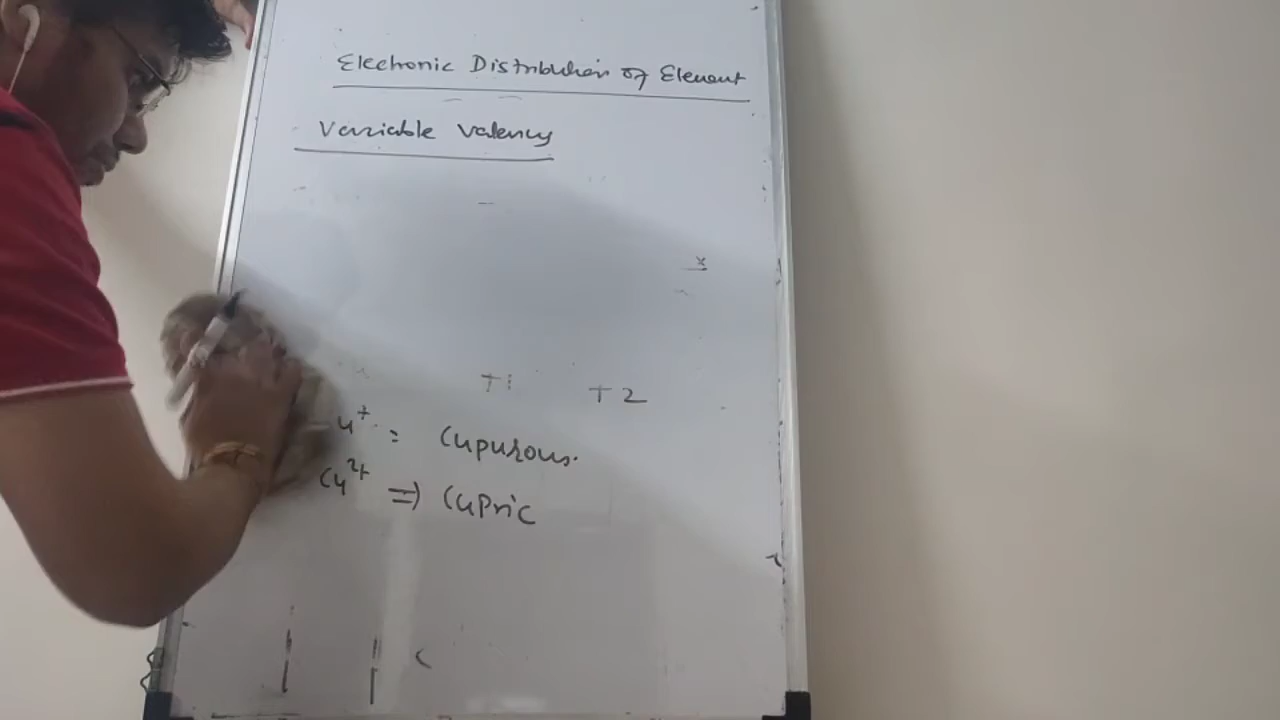 Electronic Distribution of Element
Variable Valency
+1 +2
u⁺ = Cupurous.
Cu²⁺ ⇒ Cupric